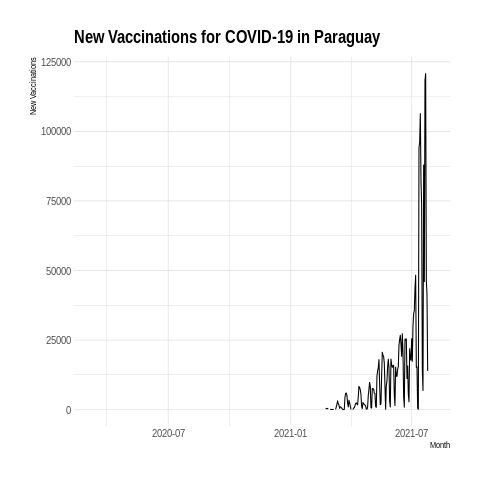 New Vaccinations for COVID-19 in Paraguay
New Vaccinations
125000
100000
75000
50000
25000
0
2020-07 2021-01 2021-07
Month